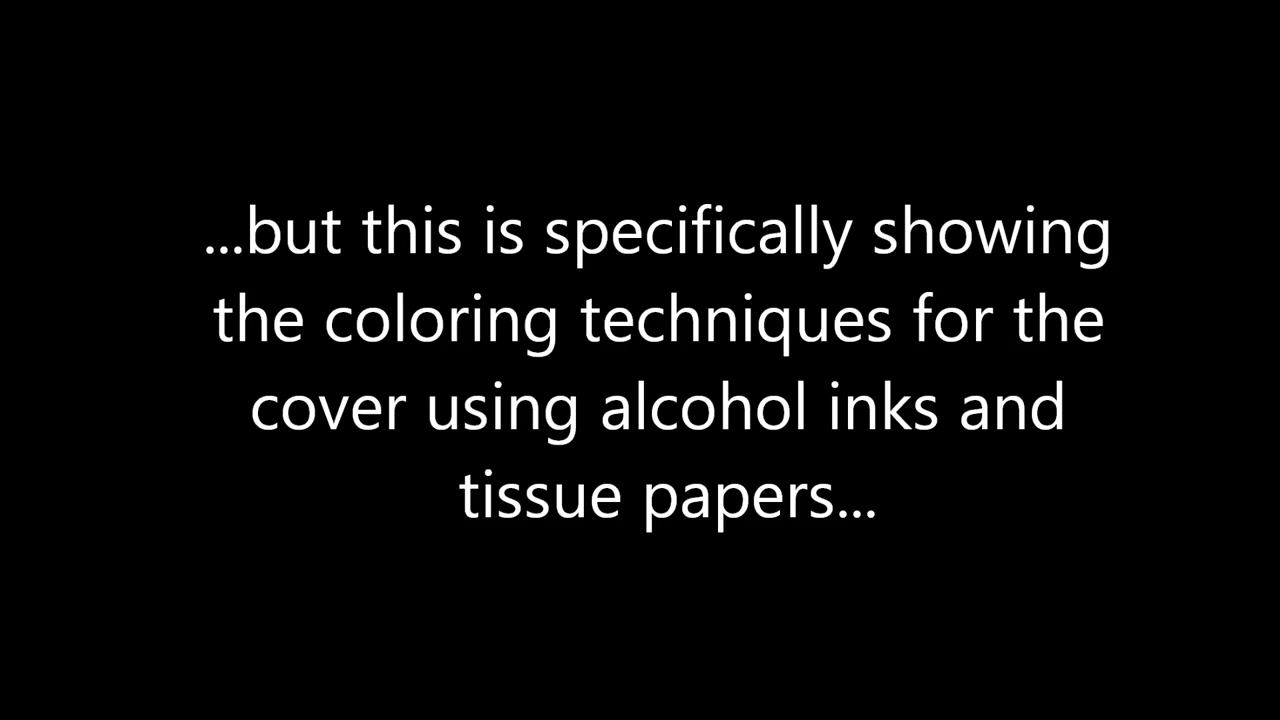 ...but this is specifically showing
the coloring techniques for the
cover using alcohol inks and
tissue papers...